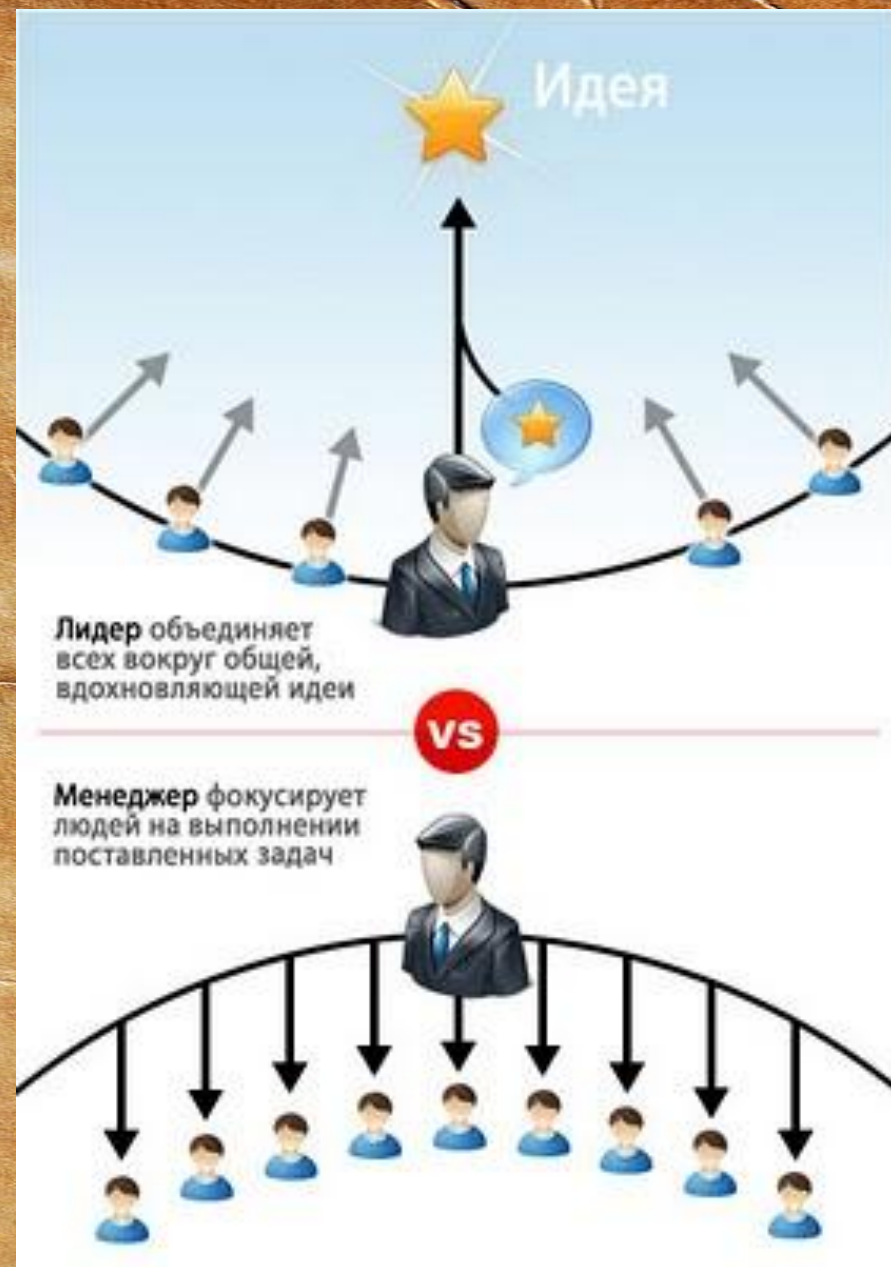 Идея
Лидер объединяет
всех вокруг общей,
вдохновляющей идеи
vs
Менеджер фокусирует
людей на выполнении
поставленных задач